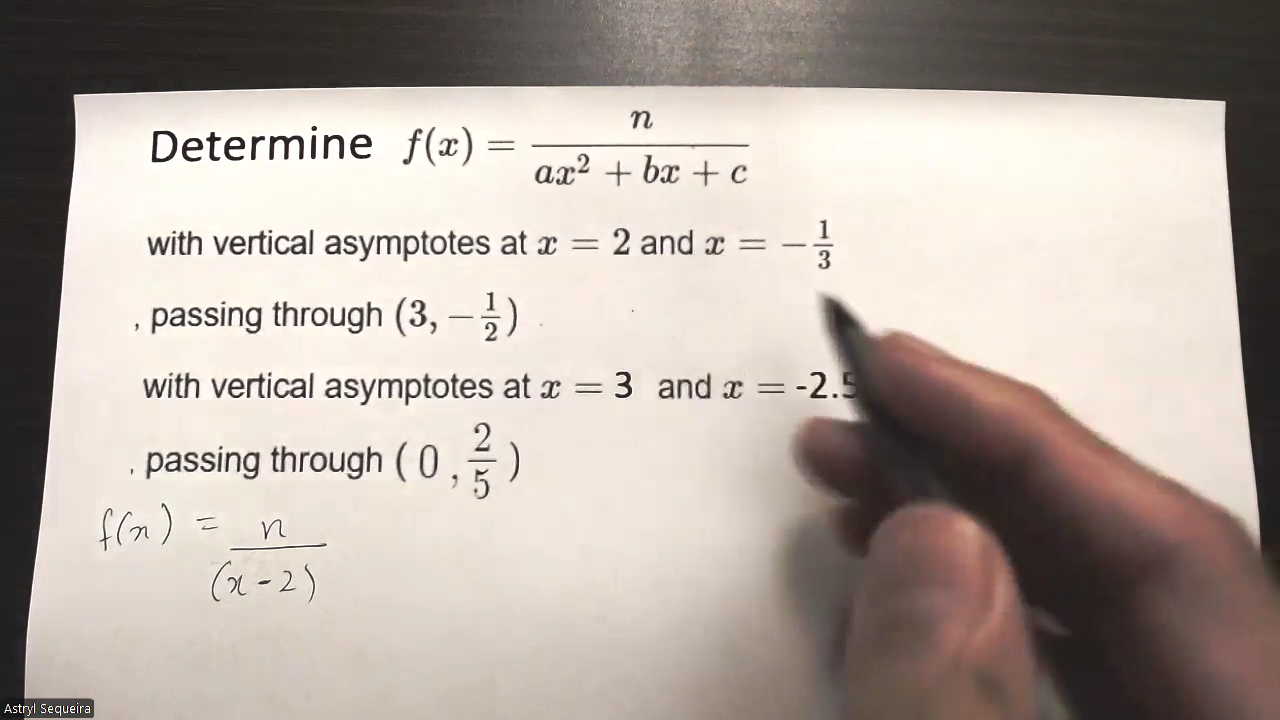 Determine f(x) = n / (ax² + bx + c)
with vertical asymptotes at x = 2 and x = -1/3
, passing through (3, -1/2)
with vertical asymptotes at x = 3 and x = -2.5
, passing through (0, 2/5)
f(x) = n / (x-2)
Astryl Sequeira